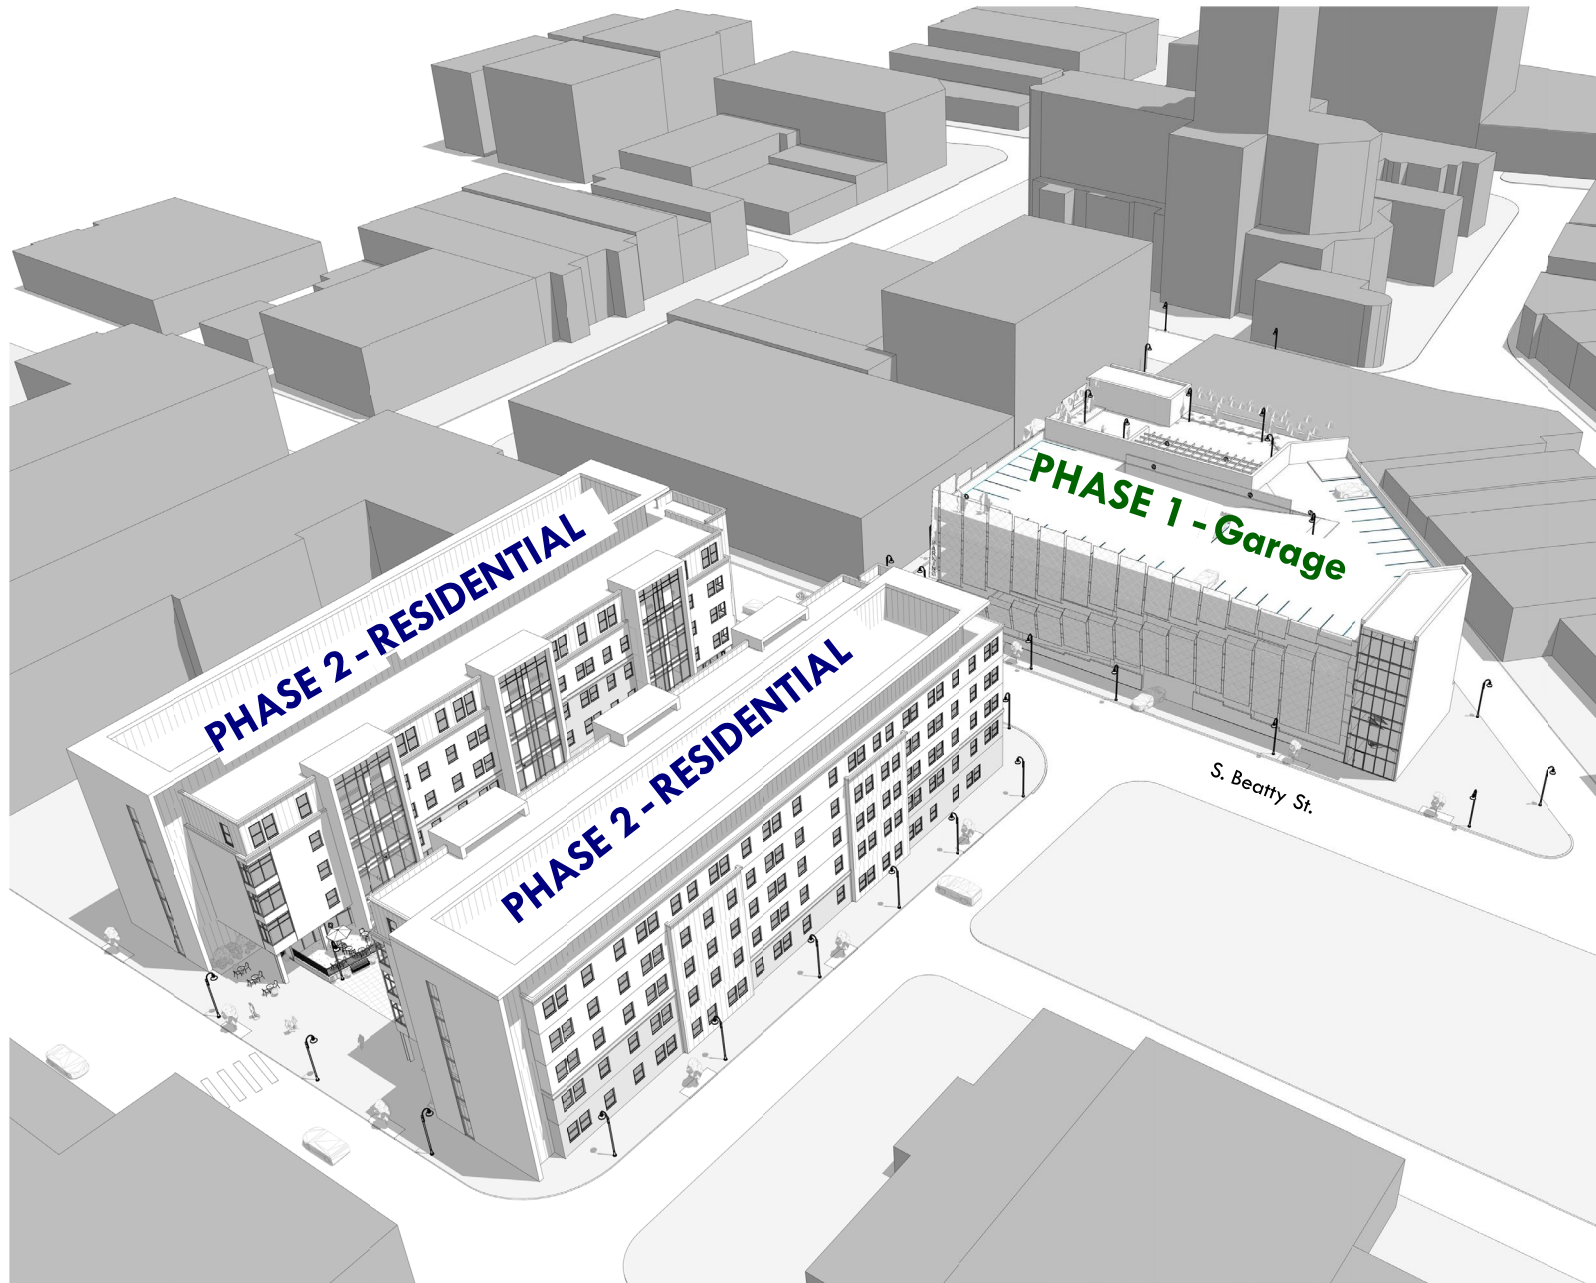 PHASE 1 - Garage
PHASE 2 - RESIDENTIAL
PHASE 2 - RESIDENTIAL
S. Beatty St.